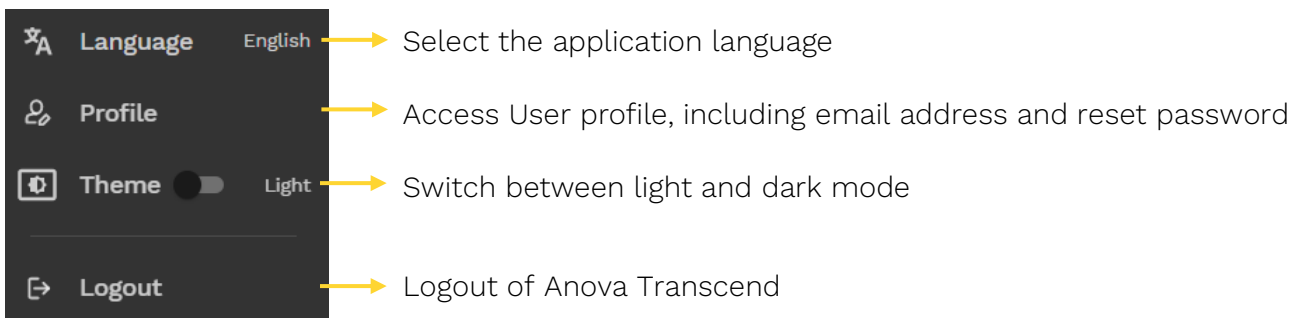 Language English Select the application language
Profile Access User profile, including email address and reset password
Theme Light Switch between light and dark mode
Logout Logout of Anova Transcend